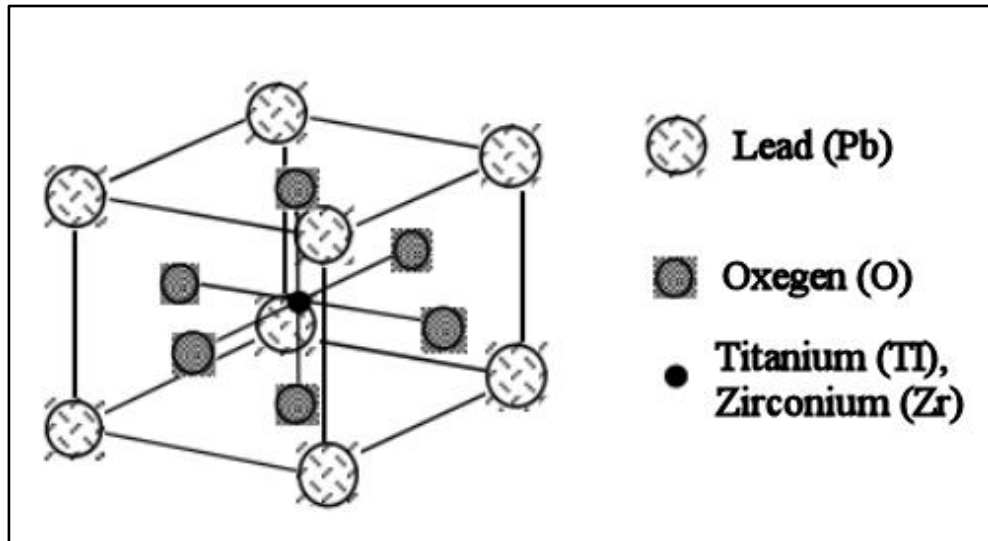 Lead (Pb)
Oxegen (O)
Titanium (TI),
Zirconium (Zr)